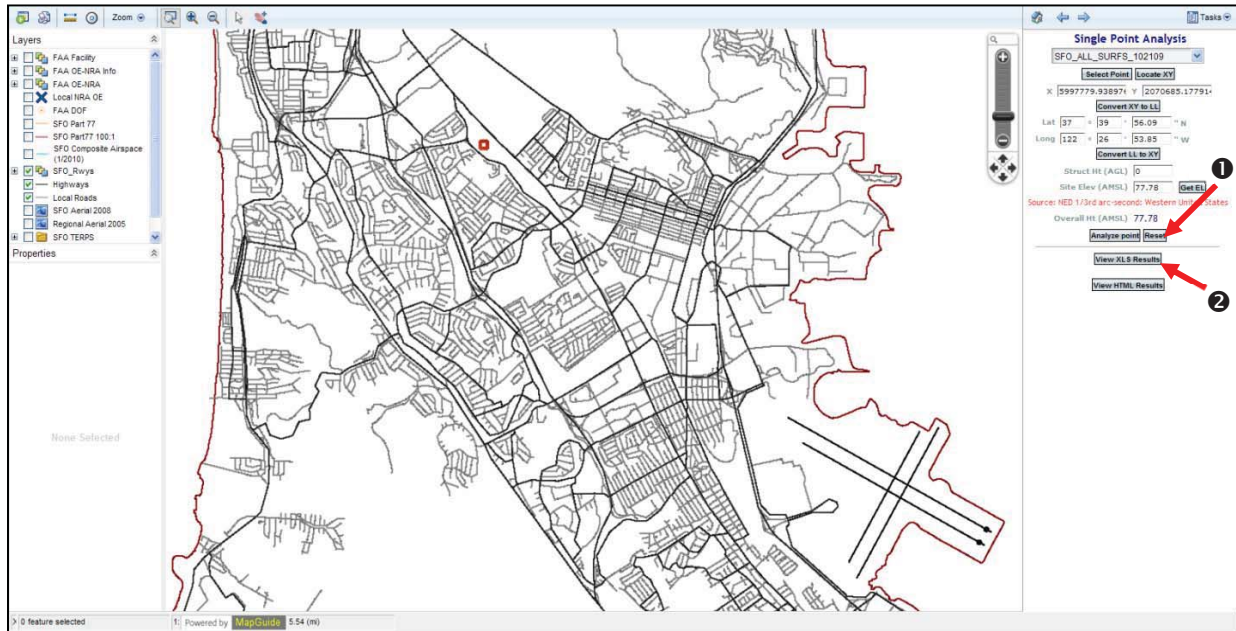 Zoom
Tasks
Layers
FAA Facility
FAA OE-NRA Info
FAA OE-NRA
Local NRA OE
FAA DOF
SFO Part 77
SFO Part77 100:1
SFO Composite Airspace
(1/2010)
SFO_Rwys
Highways
Local Roads
SFO Aerial 2008
Regional Aerial 2005
SFO TERPS
Properties
None Selected
Single Point Analysis
SFO_ALL_SURFS_102109
Select Point Locate XY
X 5997779.93897 Y 2070685.17791
Convert XY to LL
Lat 37 ° 39 ' 56.09 " N
Long 122 ° 26 ' 53.85 " W
Convert LL to XY
Struct Ht (AGL) 0
Site Elev (AMSL) 77.78 Get EL
Source: NED 1/3rd arc-second: Western United States
Overall Ht (AMSL) 77.78
Analyze point Reset
View XLS Results
View HTML Results
❶
❷
> 0 feature selected 1: Powered by MapGuide 5.54 (mi)